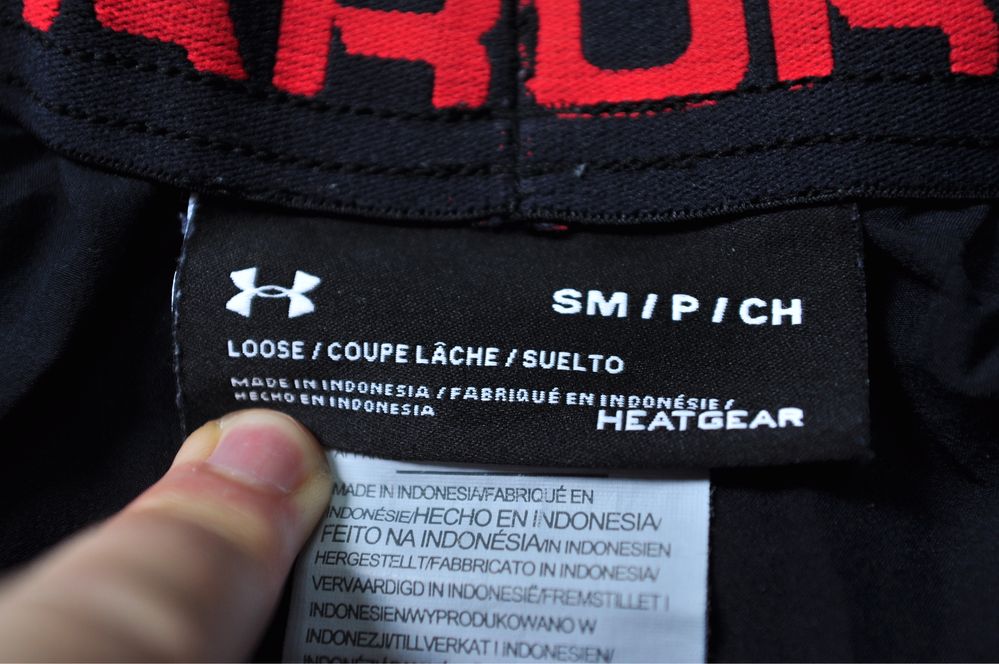 SM / P / CH
LOOSE / COUPE LÂCHE / SUELTO
MADE IN INDONESIA / FABRIQUÉ EN INDONÉSIE /
HECHO EN INDONESIA
HEATGEAR
MADE IN INDONESIA/FABRIQUÉ EN
INDONÉSIE/HECHO EN INDONESIA/
FEITO NA INDONÉSIA/IN INDONESIEN
HERGESTELLT/FABBRICATO IN INDONESIA/
VERVAARDIGD IN INDONESIË/FREMSTILLET I
INDONESIEN/WYPRODUKOWANO W
INDONEZJI/TILLVERKAT I INDONESIEN/